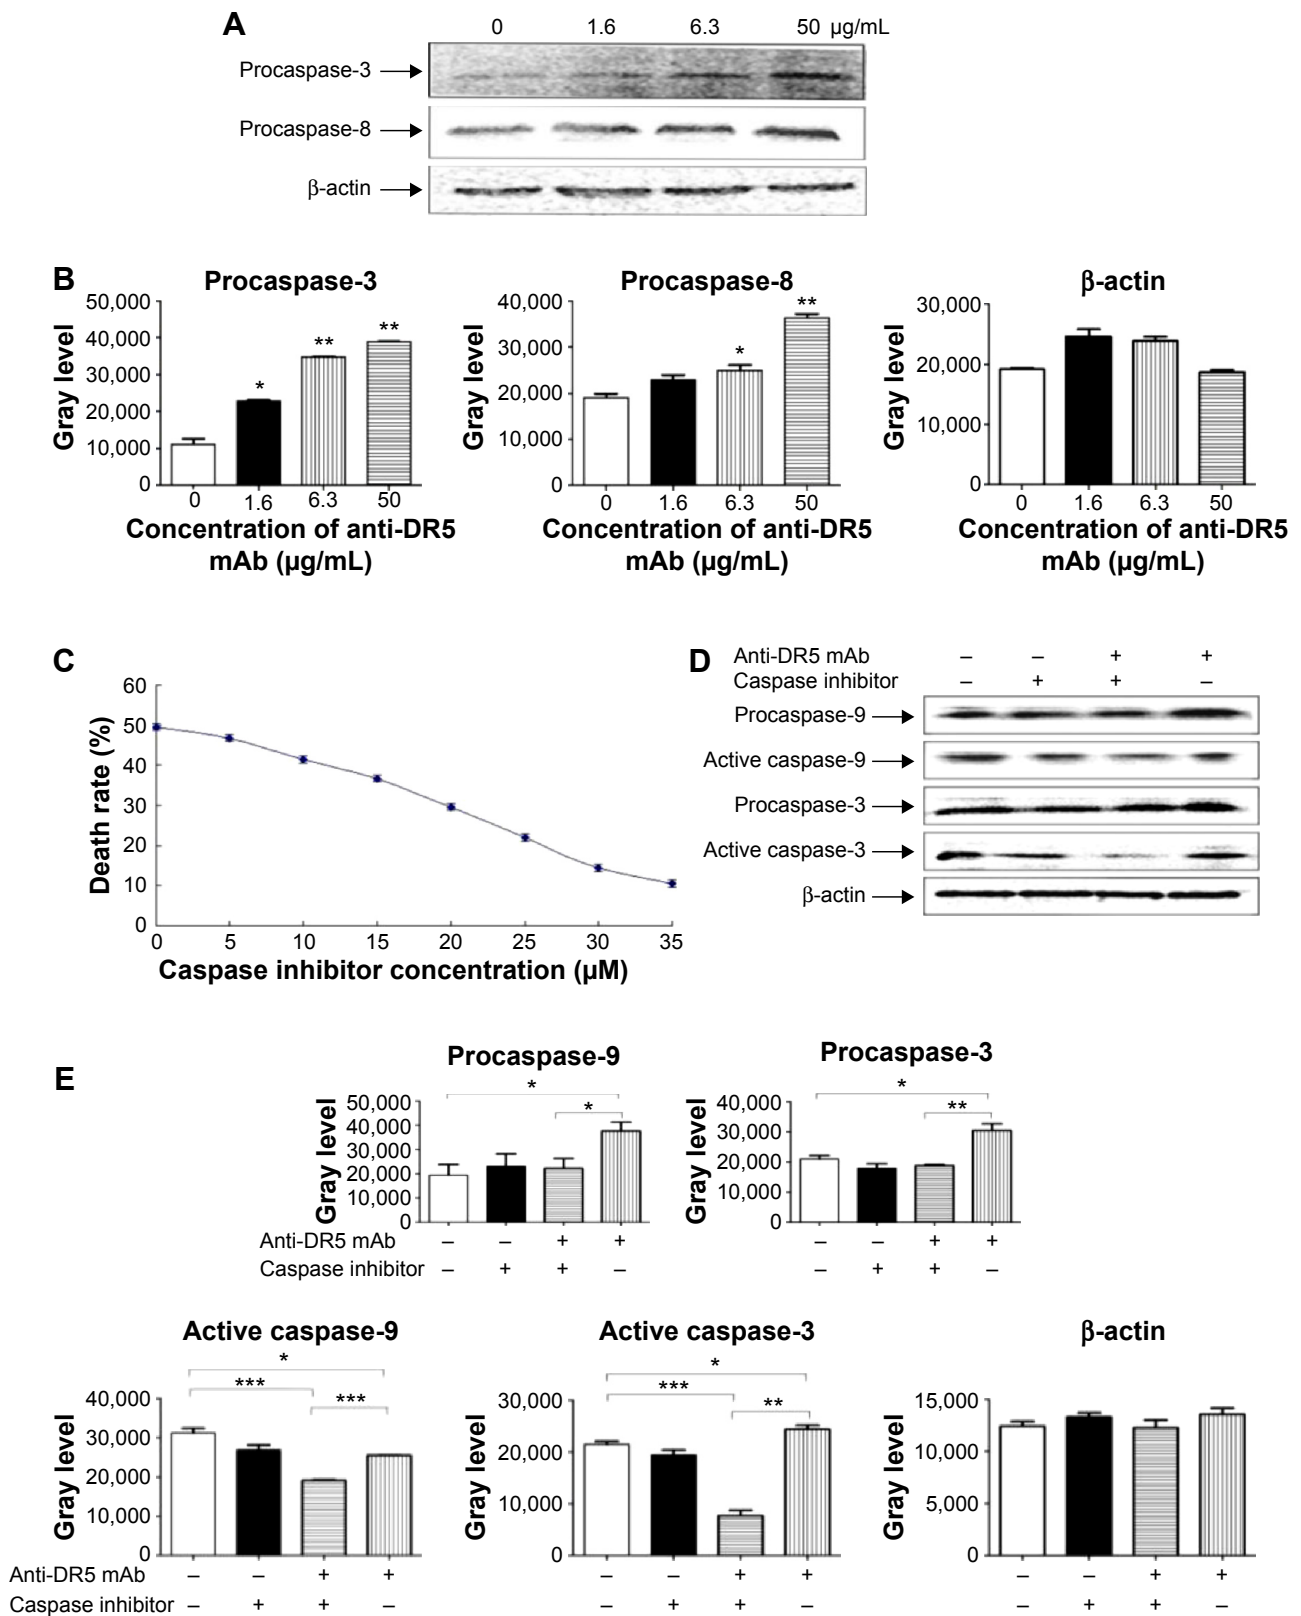 A
0 1.6 6.3 50 µg/mL
Procaspase-3
Procaspase-8
β-actin
B
Procaspase-3
50,000
40,000
30,000
20,000
10,000
0
Gray level
* ** **
0 1.6 6.3 50
Concentration of anti-DR5
mAb (µg/mL)
Procaspase-8
40,000
30,000
20,000
10,000
0
Gray level
* **
0 1.6 6.3 50
Concentration of anti-DR5
mAb (µg/mL)
β-actin
30,000
20,000
10,000
0
Gray level
0 1.6 6.3 50
Concentration of anti-DR5
mAb (µg/mL)
C
60
50
40
30
20
10
0
Death rate (%)
0 5 10 15 20 25 30 35
Caspase inhibitor concentration (µM)
D
Anti-DR5 mAb – – + +
Caspase inhibitor – + + –
Procaspase-9
Active caspase-9
Procaspase-3
Active caspase-3
β-actin
E
Procaspase-9
*
*
50,000
40,000
30,000
20,000
10,000
0
Gray level
Anti-DR5 mAb – – + +
Caspase inhibitor – + + –
Procaspase-3
*
**
40,000
30,000
20,000
10,000
0
Gray level
– – + +
– + + –
Active caspase-9
*
***
***
40,000
30,000
20,000
10,000
0
Gray level
Anti-DR5 mAb – – + +
Caspase inhibitor – + + –
Active caspase-3
*
***
**
30,000
20,000
10,000
0
Gray level
– – + +
– + + –
β-actin
15,000
10,000
5,000
0
Gray level
– – + +
– + + –